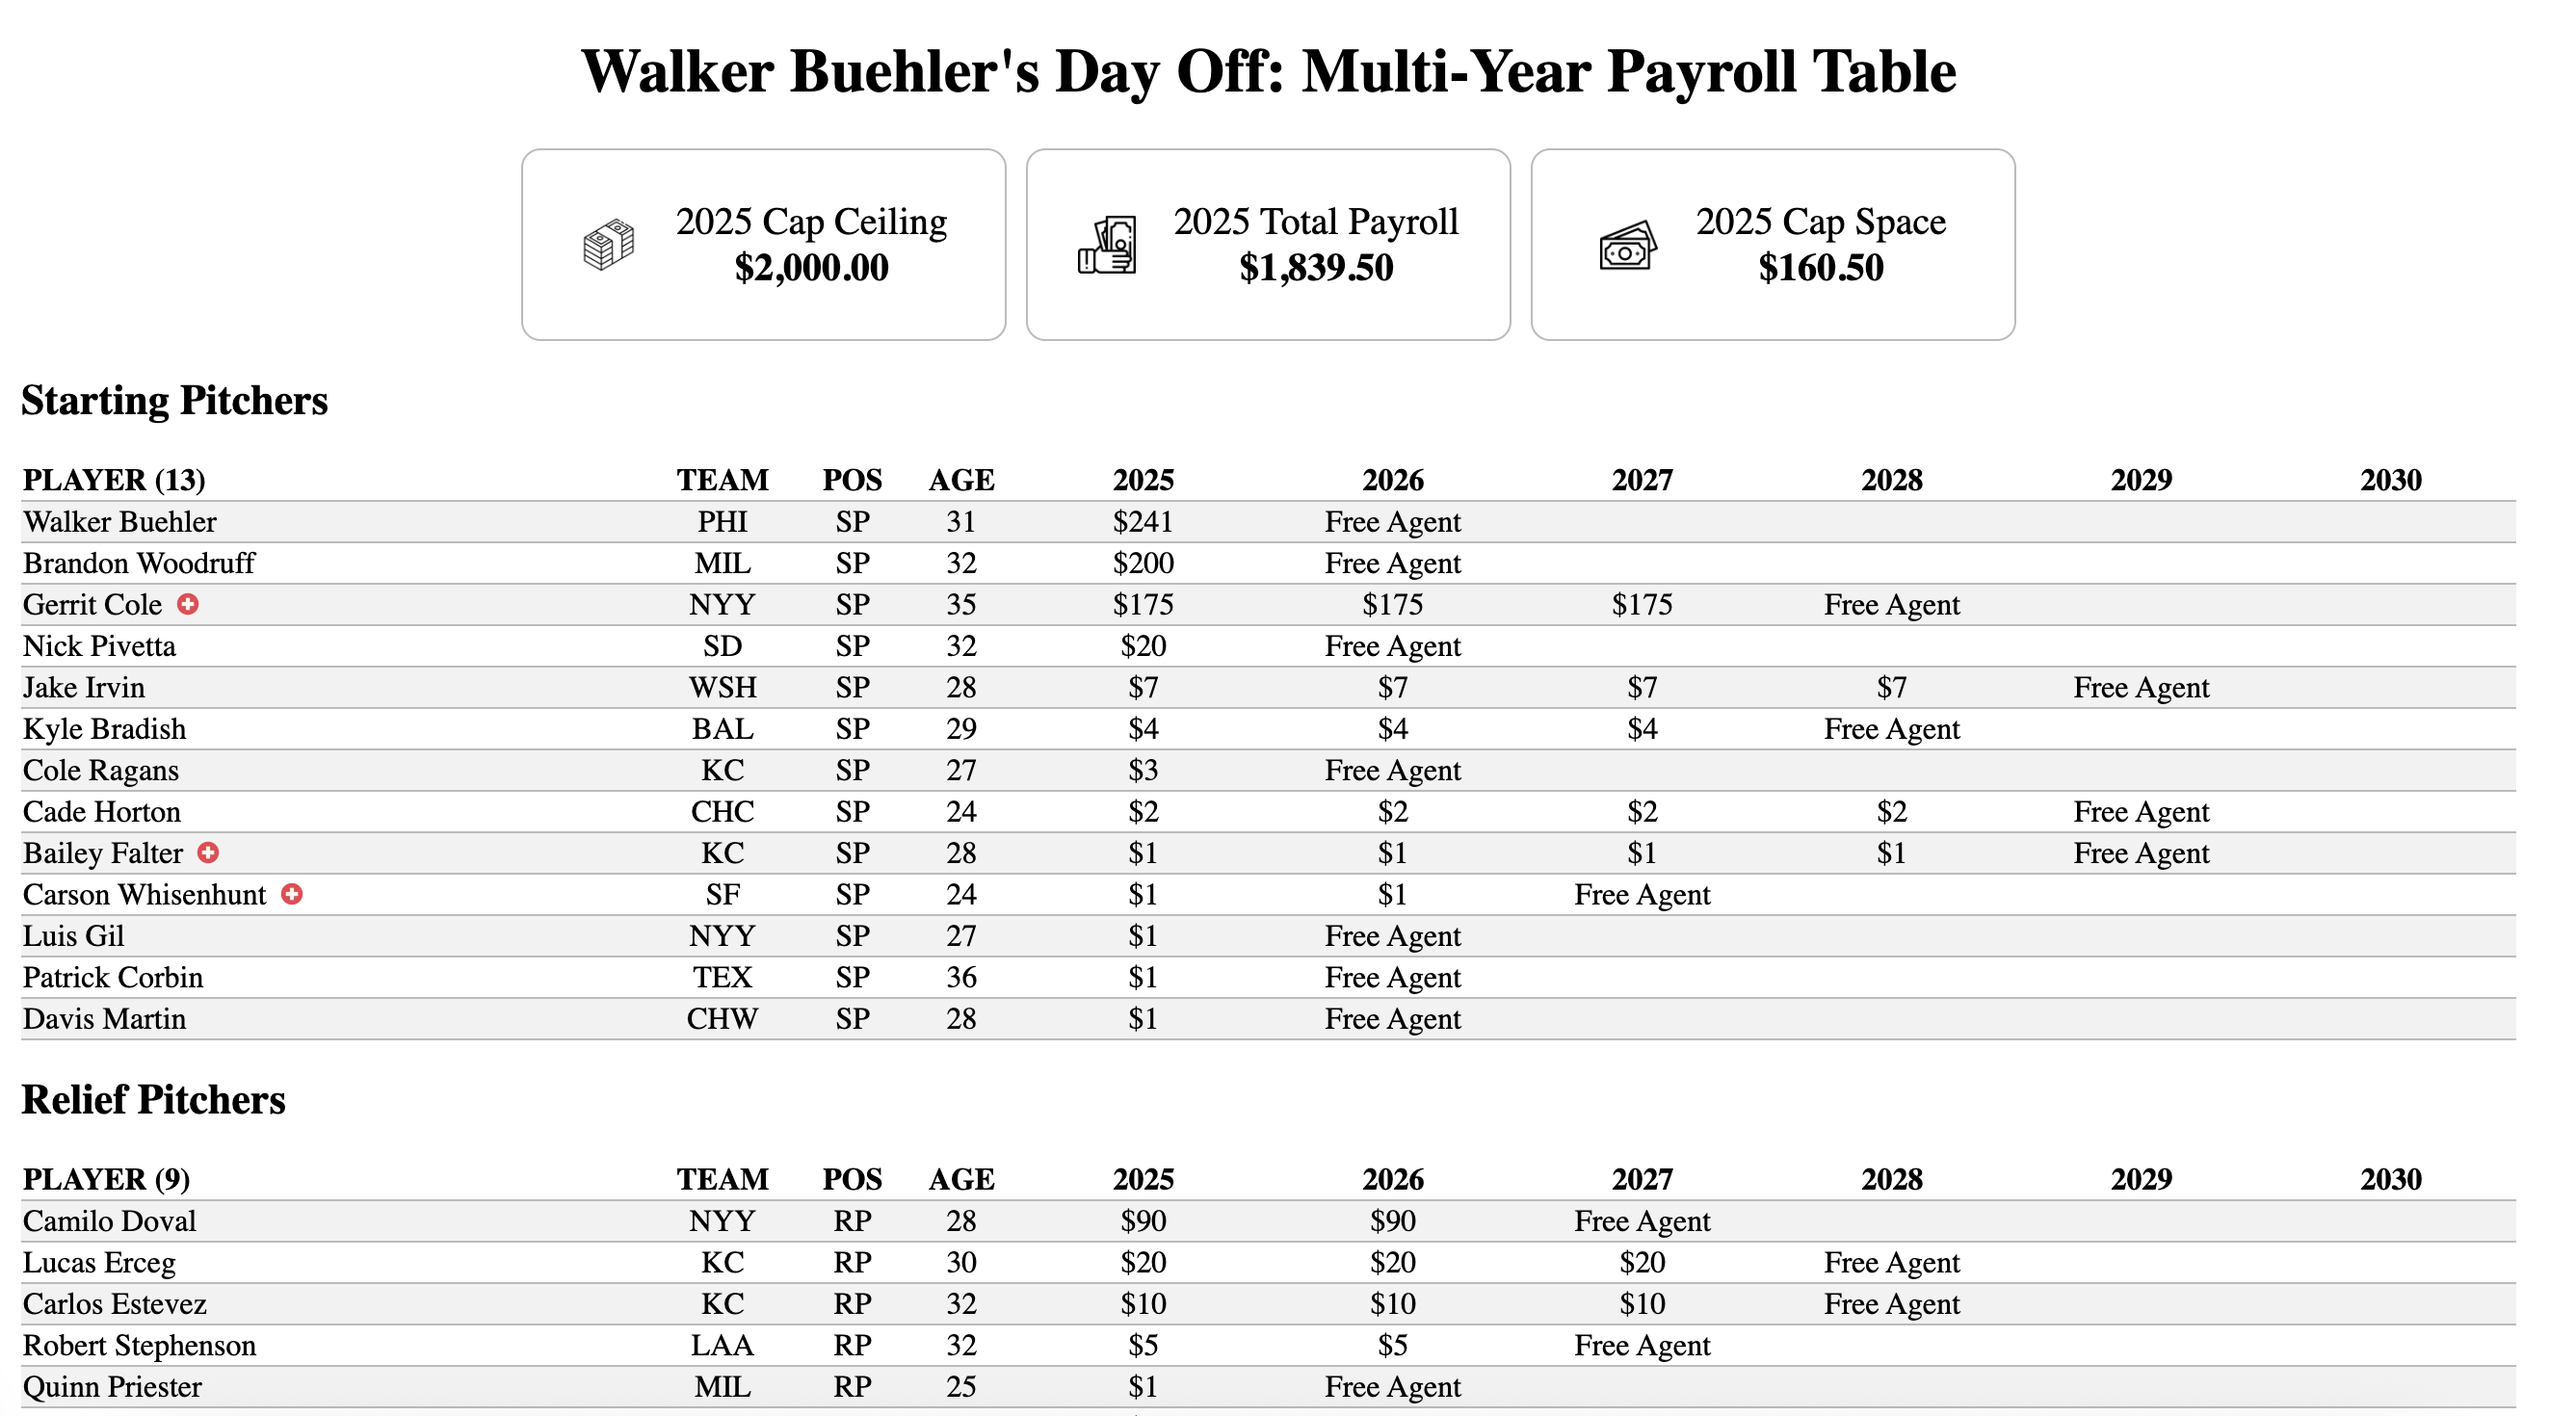 Walker Buehler's Day Off: Multi-Year Payroll Table
2025 Cap Ceiling
$2,000.00
2025 Total Payroll
$1,839.50
2025 Cap Space
$160.50
Starting Pitchers
PLAYER (13) TEAM POS AGE 2025 2026 2027 2028 2029 2030
Walker Buehler PHI SP 31 $241 Free Agent
Brandon Woodruff MIL SP 32 $200 Free Agent
Gerrit Cole NYY SP 35 $175 $175 $175 Free Agent
Nick Pivetta SD SP 32 $20 Free Agent
Jake Irvin WSH SP 28 $7 $7 $7 $7 Free Agent
Kyle Bradish BAL SP 29 $4 $4 $4 Free Agent
Cole Ragans KC SP 27 $3 Free Agent
Cade Horton CHC SP 24 $2 $2 $2 $2 Free Agent
Bailey Falter KC SP 28 $1 $1 $1 $1 Free Agent
Carson Whisenhunt SF SP 24 $1 $1 Free Agent
Luis Gil NYY SP 27 $1 Free Agent
Patrick Corbin TEX SP 36 $1 Free Agent
Davis Martin CHW SP 28 $1 Free Agent
Relief Pitchers
PLAYER (9) TEAM POS AGE 2025 2026 2027 2028 2029 2030
Camilo Doval NYY RP 28 $90 $90 Free Agent
Lucas Erceg KC RP 30 $20 $20 $20 Free Agent
Carlos Estevez KC RP 32 $10 $10 $10 Free Agent
Robert Stephenson LAA RP 32 $5 $5 Free Agent
Quinn Priester MIL RP 25 $1 Free Agent